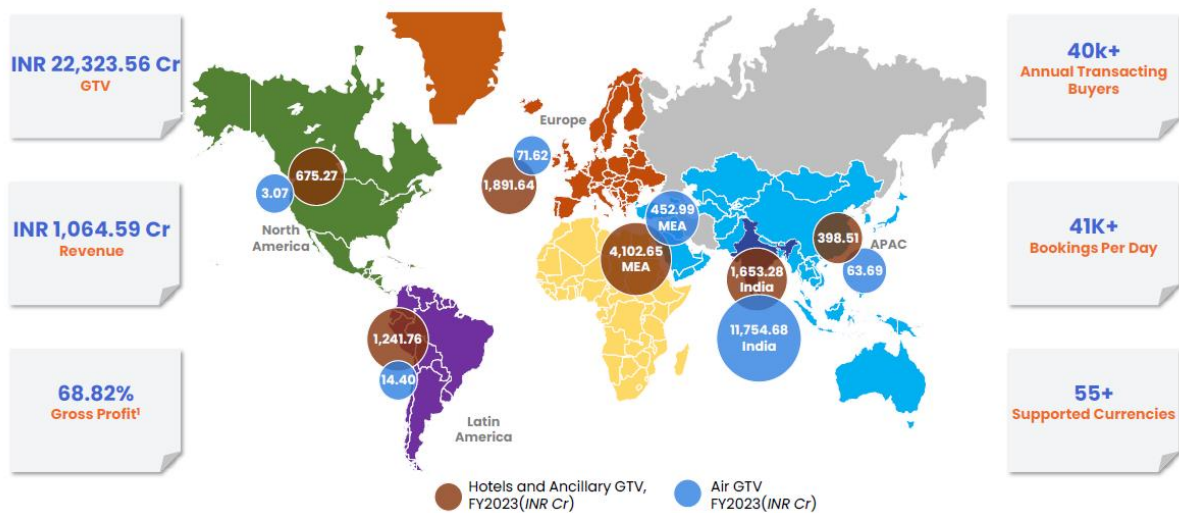 INR 22,323.56 Cr
GTV
INR 1,064.59 Cr
Revenue
68.82%
Gross Profit¹
675.27
3.07
North
America
1,241.76
14.40
Latin
America
Europe
71.62
1,891.64
452.99
MEA
4,102.65
MEA
1,653.28
India
11,754.68
India
398.51
APAC
63.69
40k+
Annual Transacting
Buyers
41K+
Bookings Per Day
55+
Supported Currencies
Hotels and Ancillary GTV,
FY2023(INR Cr)
Air GTV
FY2023(INR Cr)